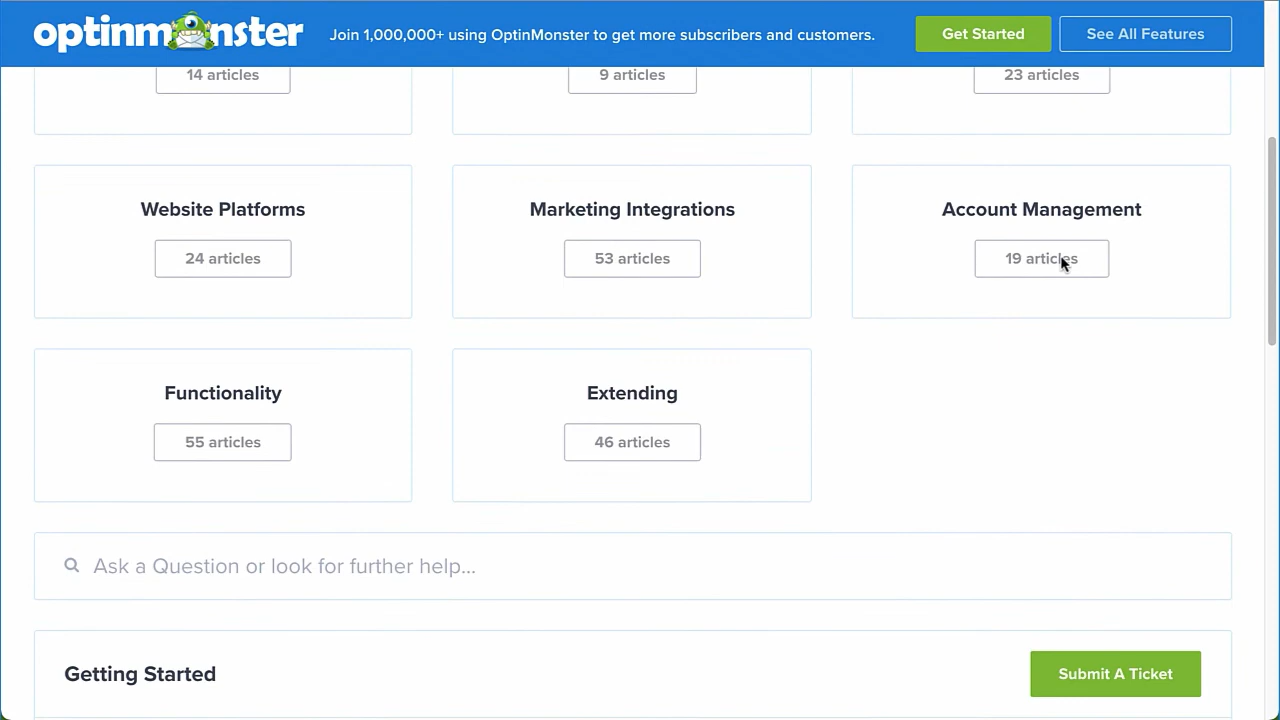 optinmonster
Join 1,000,000+ using OptinMonster to get more subscribers and customers.
Get Started
See All Features
14 articles
9 articles
23 articles
Website Platforms
Marketing Integrations
Account Management
24 articles
53 articles
19 articles
Functionality
Extending
55 articles
46 articles
Ask a Question or look for further help...
Getting Started
Submit A Ticket